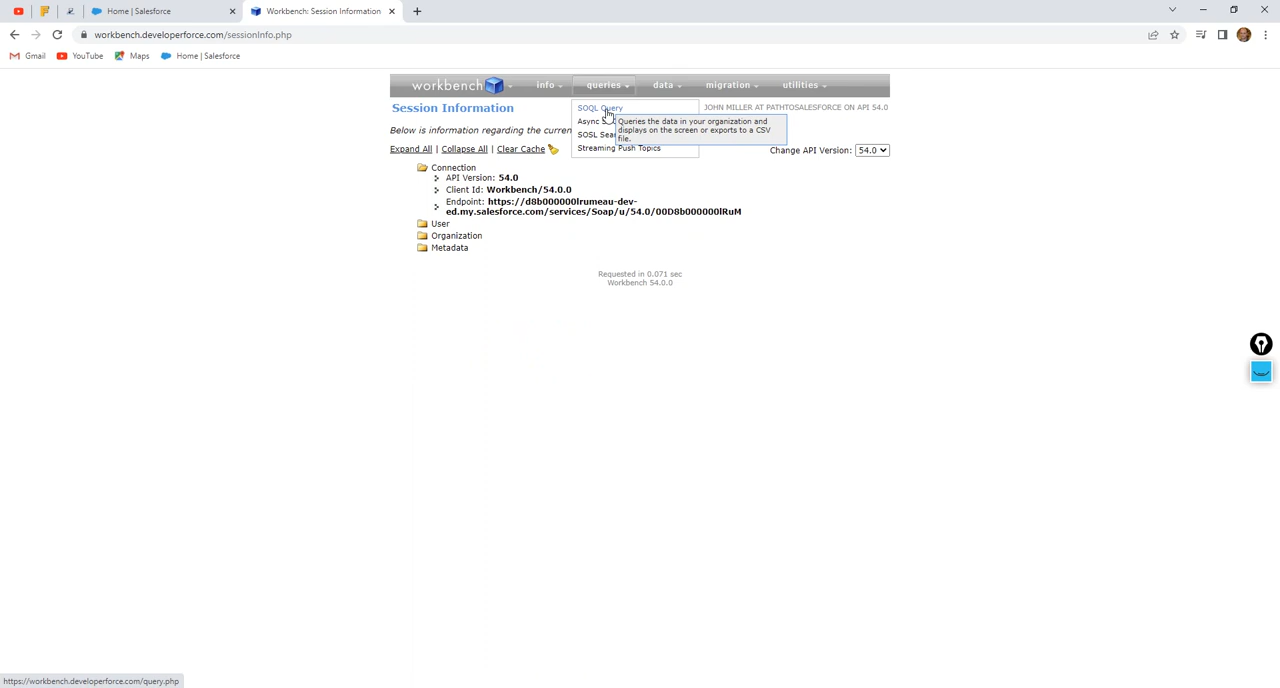 Home | Salesforce
Workbench: Session Information
workbench.developerforce.com/sessionInfo.php
Gmail
YouTube
Maps
Home | Salesforce
workbench
info
queries
data
migration
utilities
Session Information
SOQL Query
JOHN MILLER AT PATHTOSALESFORCE ON API 54.0
Async
Queries the data in your organization and
displays on the screen or exports to a CSV
file.
Below is information regarding the
SOSL
Streaming Push Topics
Expand All | Collapse All | Clear Cache
Change API Version: 54.0
Connection
API Version: 54.0
Client Id: Workbench/54.0.0
Endpoint: https://d8b000000lrumeau-dev-
ed.my.salesforce.com/services/Soap/u/54.0/00D8b000000lRuM
User
Organization
Metadata
Requested in 0.071 sec
Workbench 54.0.0
https://workbench.developerforce.com/query.php